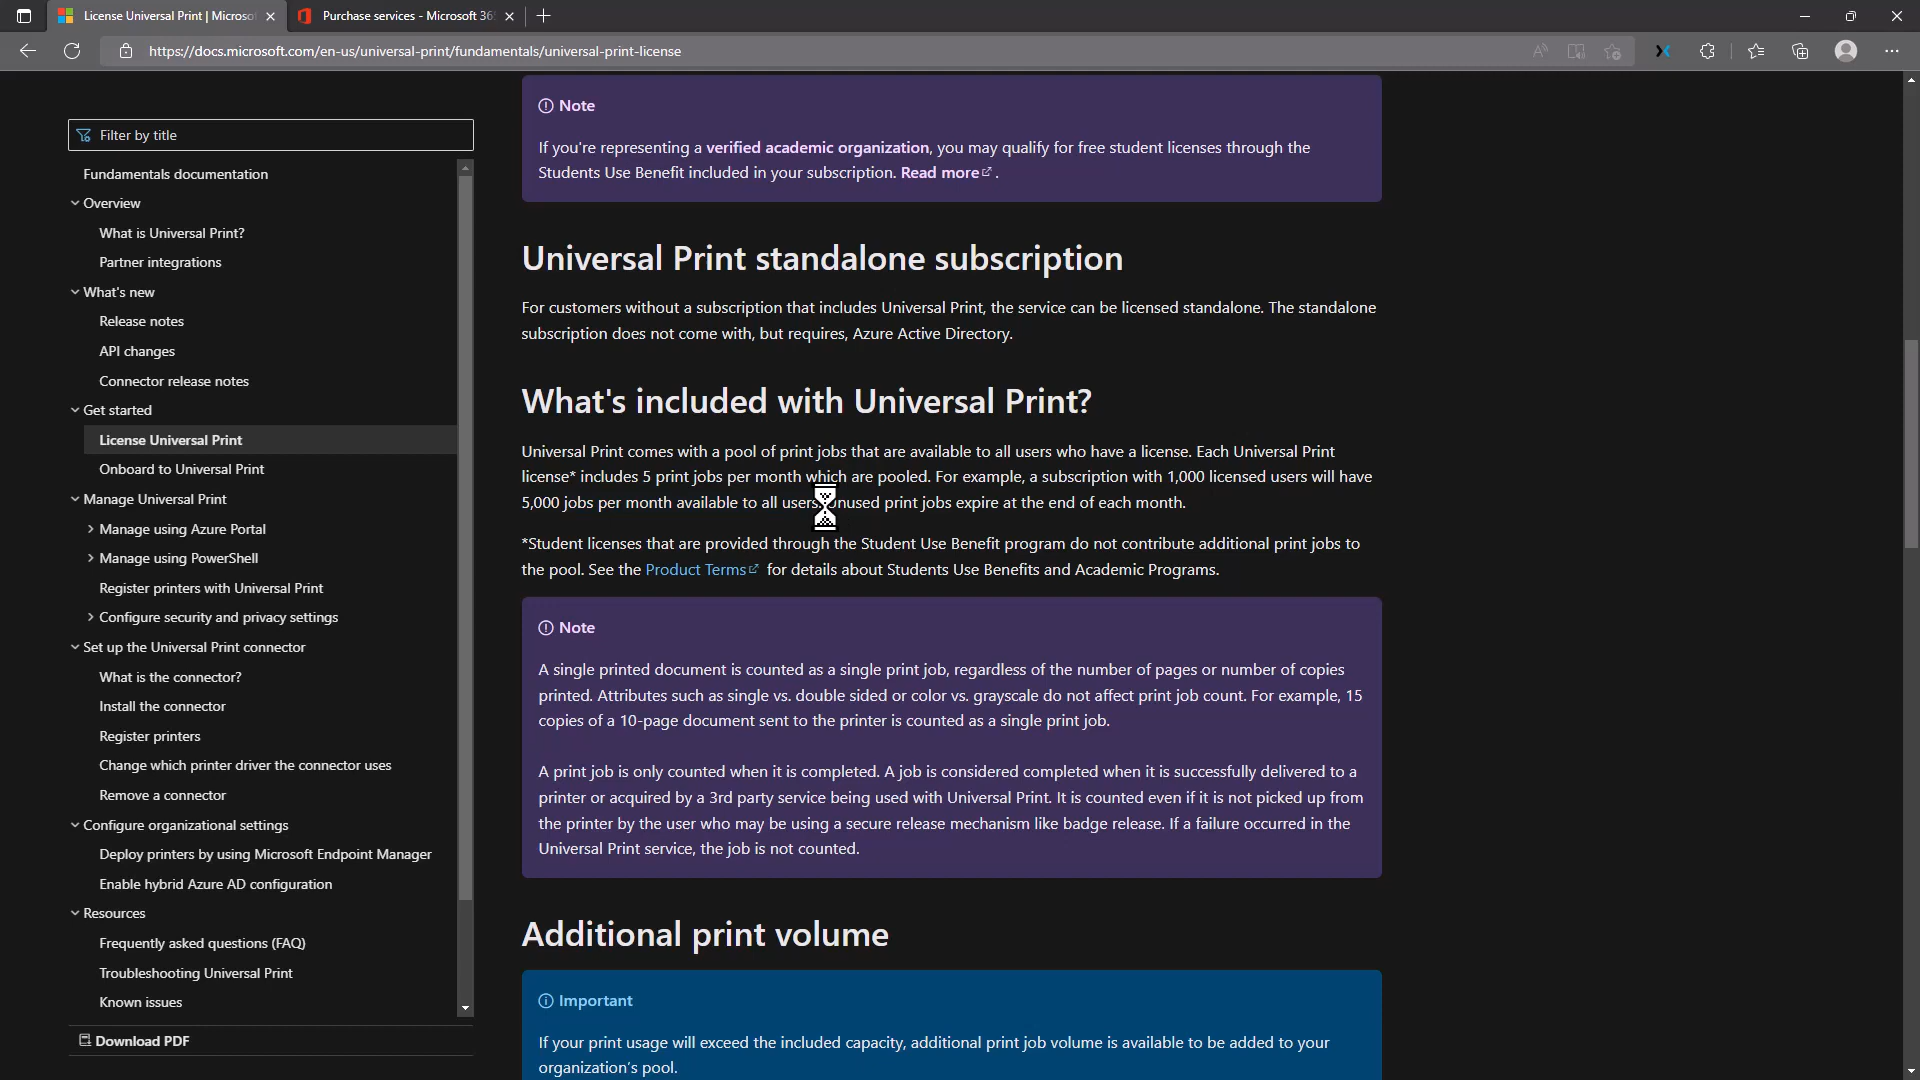 License Universal Print | Microso
Purchase services - Microsoft 36
https://docs.microsoft.com/en-us/universal-print/fundamentals/universal-print-license
Filter by title
Fundamentals documentation
Overview
What is Universal Print?
Partner integrations
What's new
Release notes
API changes
Connector release notes
Get started
License Universal Print
Onboard to Universal Print
Manage Universal Print
Manage using Azure Portal
Manage using PowerShell
Register printers with Universal Print
Configure security and privacy settings
Set up the Universal Print connector
What is the connector?
Install the connector
Register printers
Change which printer driver the connector uses
Remove a connector
Configure organizational settings
Deploy printers by using Microsoft Endpoint Manager
Enable hybrid Azure AD configuration
Resources
Frequently asked questions (FAQ)
Troubleshooting Universal Print
Known issues
Download PDF
Note
If you're representing a verified academic organization, you may qualify for free student licenses through the
Students Use Benefit included in your subscription. Read more .
Universal Print standalone subscription
For customers without a subscription that includes Universal Print, the service can be licensed standalone. The standalone
subscription does not come with, but requires, Azure Active Directory.
What's included with Universal Print?
Universal Print comes with a pool of print jobs that are available to all users who have a license. Each Universal Print
license* includes 5 print jobs per month which are pooled. For example, a subscription with 1,000 licensed users will have
5,000 jobs per month available to all users. Unused print jobs expire at the end of each month.
*Student licenses that are provided through the Student Use Benefit program do not contribute additional print jobs to
the pool. See the Product Terms for details about Students Use Benefits and Academic Programs.
Note
A single printed document is counted as a single print job, regardless of the number of pages or number of copies
printed. Attributes such as single vs. double sided or color vs. grayscale do not affect print job count. For example, 15
copies of a 10-page document sent to the printer is counted as a single print job.
A print job is only counted when it is completed. A job is considered completed when it is successfully delivered to a
printer or acquired by a 3rd party service being used with Universal Print. It is counted even if it is not picked up from
the printer by the user who may be using a secure release mechanism like badge release. If a failure occurred in the
Universal Print service, the job is not counted.
Additional print volume
Important
If your print usage will exceed the included capacity, additional print job volume is available to be added to your
organization's pool.